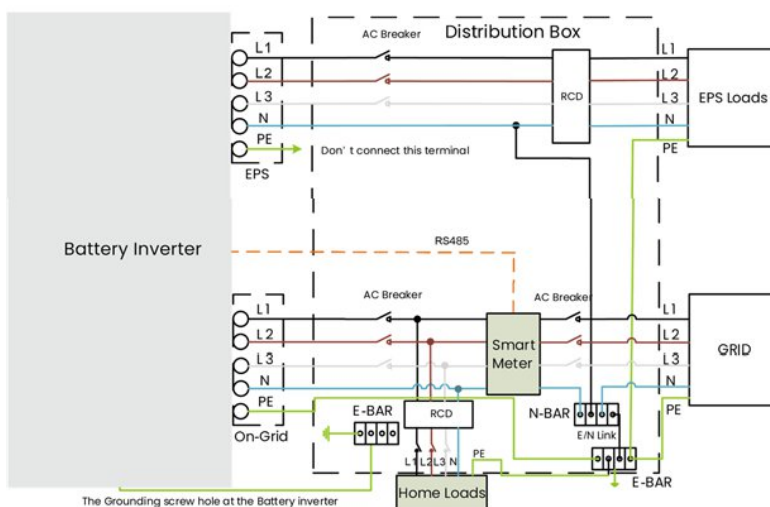 Distribution Box
L1
AC Breaker
L1
L2
L2
L3
RCD
L3
EPS Loads
N
N
PE
PE
Don't connect this terminal
EPS
Battery Inverter
RS485
AC Breaker
AC Breaker
L1
L1
L2
L2
Smart
Meter
GRID
L3
L3
N
N
PE
PE
E-BAR
RCD
N-BAR
E/N Link
On-Grid
L1 L2 L3 N
PE
E-BAR
Home Loads
The Grounding screw hole at the Battery inverter